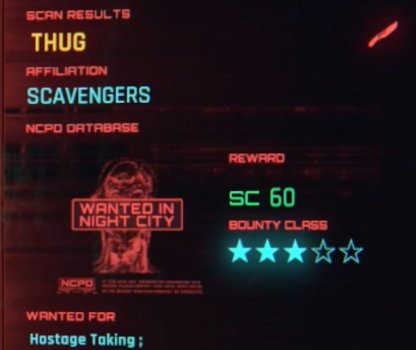 SCAN RESULTS
THUG
AFFILIATION
SCAVENGERS
NCPD DATABASE
REWARD
SC 60
BOUNTY CLASS
WANTED IN
NIGHT CITY
NCPD
WANTED FOR
Hostage Taking ;